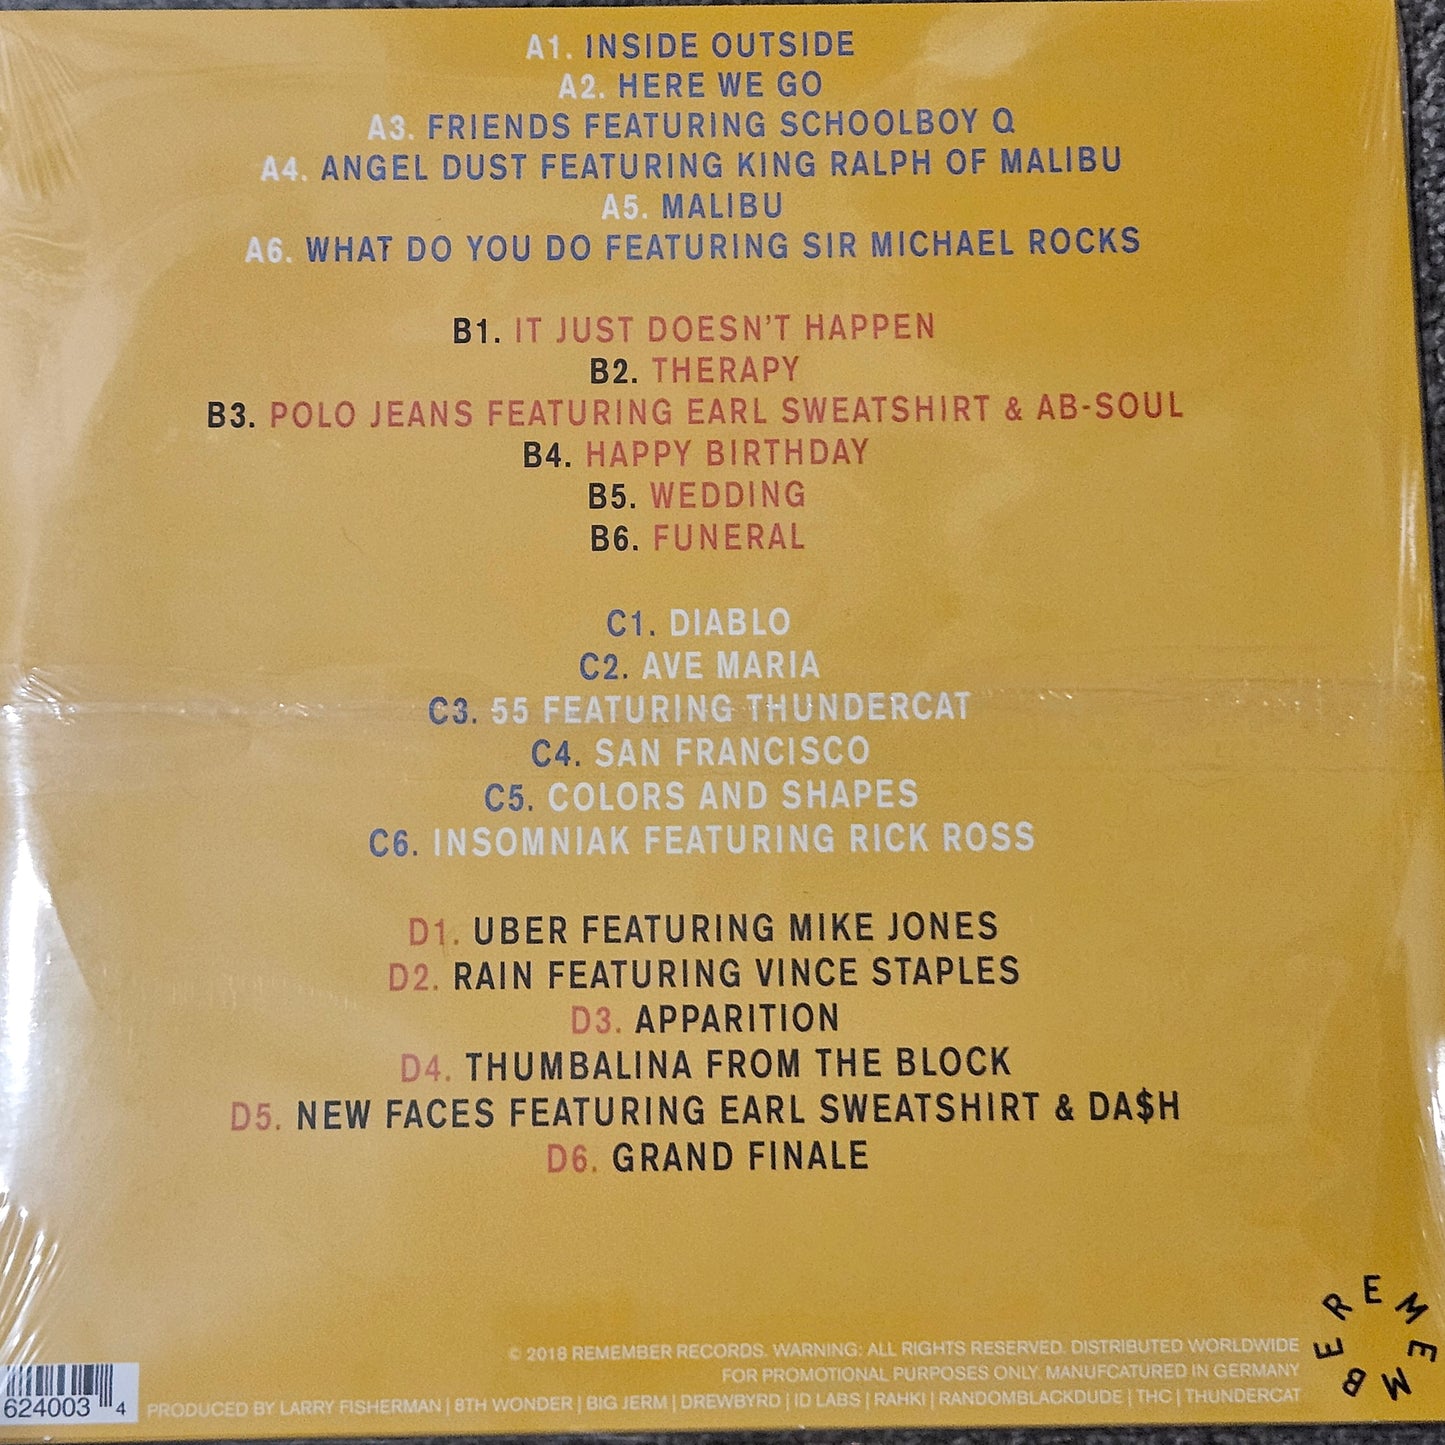 A1. INSIDE OUTSIDE
A2. HERE WE GO
A3. FRIENDS FEATURING SCHOOLBOY Q
A4. ANGEL DUST FEATURING KING RALPH OF MALIBU
A5. MALIBU
A6. WHAT DO YOU DO FEATURING SIR MICHAEL ROCKS
B1. IT JUST DOESN'T HAPPEN
B2. THERAPY
B3. POLO JEANS FEATURING EARL SWEATSHIRT & AB-SOUL
B4. HAPPY BIRTHDAY
B5. WEDDING
B6. FUNERAL
C1. DIABLO
C2. AVE MARIA
C3. 55 FEATURING THUNDERCAT
C4. SAN FRANCISCO
C5. COLORS AND SHAPES
C6. INSOMNIAK FEATURING RICK ROSS
D1. UBER FEATURING MIKE JONES
D2. RAIN FEATURING VINCE STAPLES
D3. APPARITION
D4. THUMBALINA FROM THE BLOCK
D5. NEW FACES FEATURING EARL SWEATSHIRT & DA$H
D6. GRAND FINALE
© 2018 REMEMBER RECORDS. WARNING: ALL RIGHTS RESERVED. DISTRIBUTED WORLDWIDE
FOR PROMOTIONAL PURPOSES ONLY. MANUFCATURED IN GERMANY
PRODUCED BY LARRY FISHERMAN | 8TH WONDER | BIG JERM | DREWBYRD | ID LABS | RAHKI | RANDOMBLACKDUDE | THC | THUNDERCAT
624003 4
REMEMBER